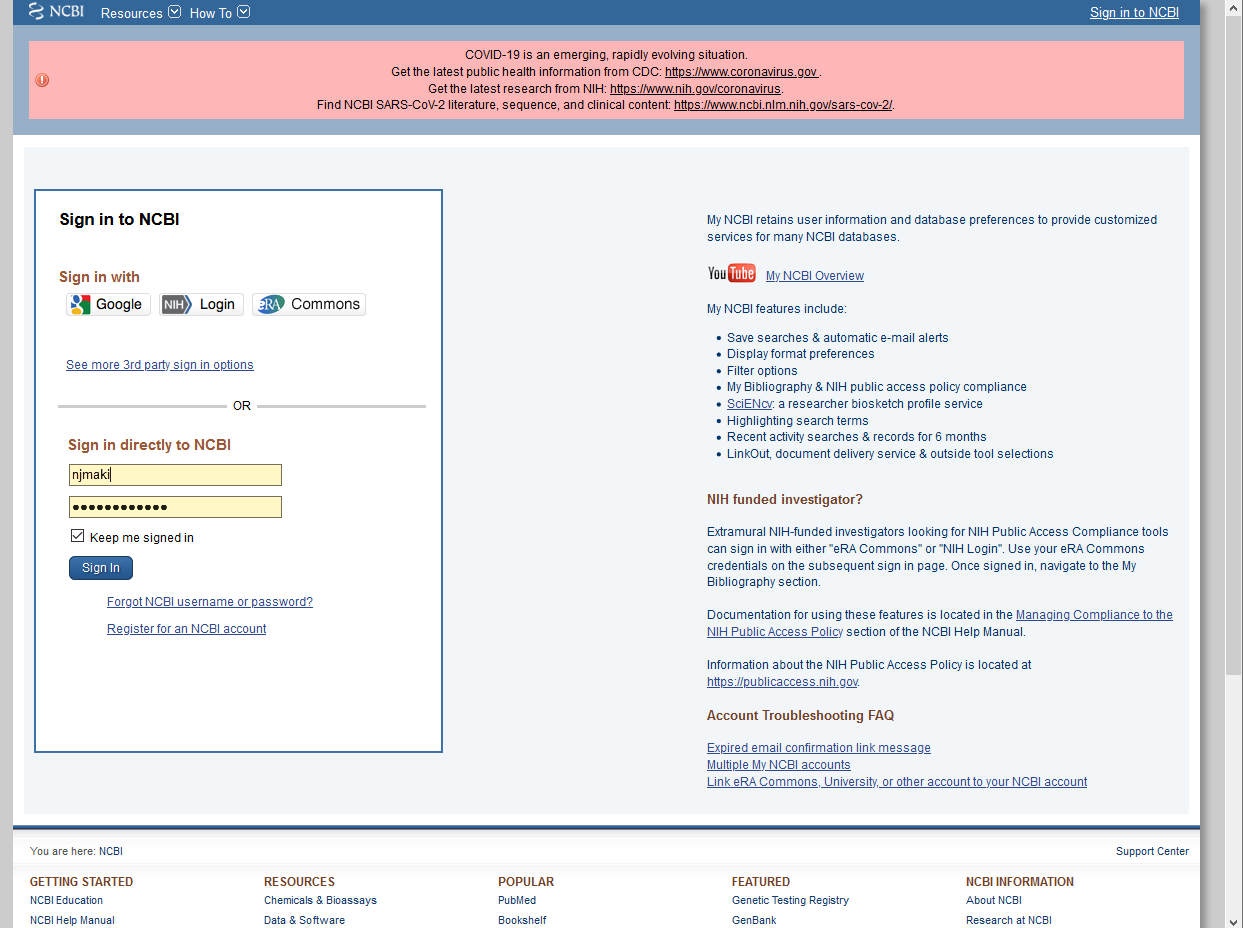 NCBI Resources How To Sign in to NCBI
COVID-19 is an emerging, rapidly evolving situation.
Get the latest public health information from CDC: https://www.coronavirus.gov .
Get the latest research from NIH: https://www.nih.gov/coronavirus.
Find NCBI SARS-CoV-2 literature, sequence, and clinical content: https://www.ncbi.nlm.nih.gov/sars-cov-2/.
Sign in to NCBI
Sign in with
Google NIH Login eRA Commons
See more 3rd party sign in options
OR
Sign in directly to NCBI
njmaki
●●●●●●●●●●●●
Keep me signed in
Sign In
Forgot NCBI username or password?
Register for an NCBI account
My NCBI retains user information and database preferences to provide customized
services for many NCBI databases.
YouTube My NCBI Overview
My NCBI features include:
• Save searches & automatic e-mail alerts
• Display format preferences
• Filter options
• My Bibliography & NIH public access policy compliance
• SciENcv: a researcher biosketch profile service
• Highlighting search terms
• Recent activity searches & records for 6 months
• LinkOut, document delivery service & outside tool selections
NIH funded investigator?
Extramural NIH-funded investigators looking for NIH Public Access Compliance tools
can sign in with either "eRA Commons" or "NIH Login". Use your eRA Commons
credentials on the subsequent sign in page. Once signed in, navigate to the My
Bibliography section.
Documentation for using these features is located in the Managing Compliance to the
NIH Public Access Policy section of the NCBI Help Manual.
Information about the NIH Public Access Policy is located at
https://publicaccess.nih.gov.
Account Troubleshooting FAQ
Expired email confirmation link message
Multiple My NCBI accounts
Link eRA Commons, University, or other account to your NCBI account
You are here: NCBI
Support Center
GETTING STARTED
NCBI Education
NCBI Help Manual
RESOURCES
Chemicals & Bioassays
Data & Software
POPULAR
PubMed
Bookshelf
FEATURED
Genetic Testing Registry
GenBank
NCBI INFORMATION
About NCBI
Research at NCBI